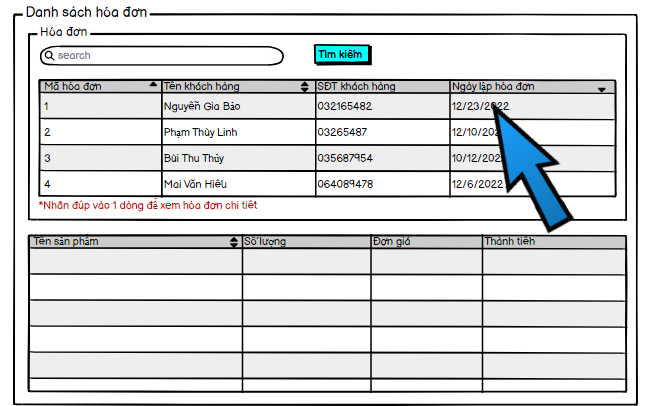 Danh sách hóa đơn
Hóa đơn
search
Tìm kiếm
Mã hóa đơn Tên khách hàng SĐT khách hàng Ngày lập hóa đơn
1 Nguyễn Gia Bảo 032165482 12/23/2022
2 Phạm Thùy Linh 03265487 12/10/202
3 Bùi Thu Thủy 035687954 10/12/2022
4 Mai Văn Hiếu 064089478 12/6/2022
*Nhấn đúp vào 1 dòng để xem hóa đơn chi tiết
Tên sản phẩm Số lượng Đơn giá Thành tiền